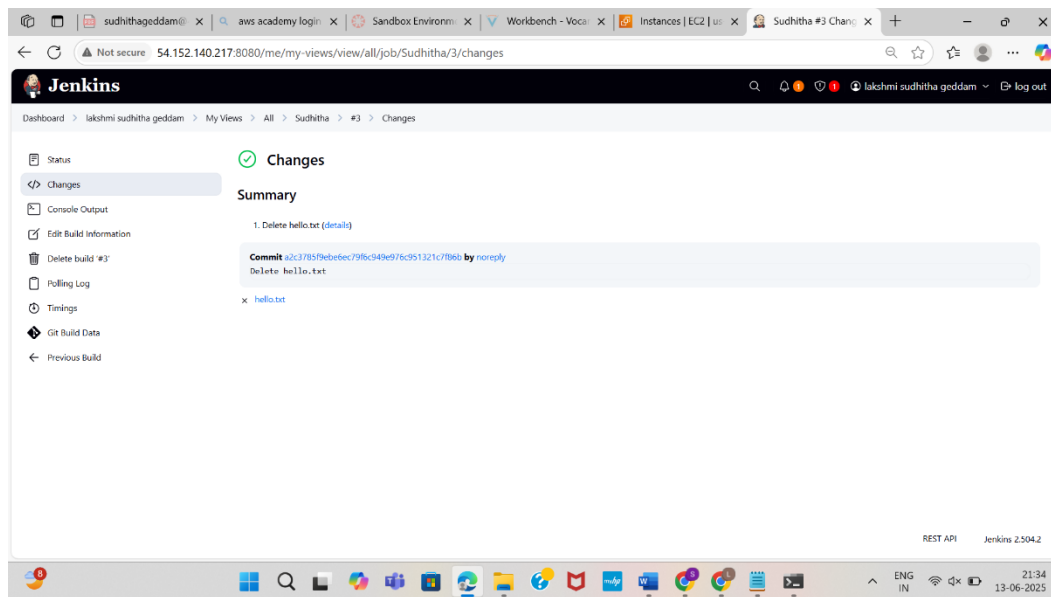 sudhithageddam@
aws academy login
Sandbox Environm
Workbench - Vocar
Instances | EC2 | us
Sudhitha #3 Chang
Not secure 54.152.140.217:8080/me/my-views/view/all/job/Sudhitha/3/changes
Jenkins
1
1
lakshmi sudhitha geddam
log out
Dashboard > lakshmi sudhitha geddam > My Views > All > Sudhitha > #3 > Changes
Status
Changes
Console Output
Edit Build Information
Delete build '#3'
Polling Log
Timings
Git Build Data
Previous Build
Changes
Summary
1. Delete hello.txt (details)
Commit a2c3785f9ebe6ec79f6c949e976c951321c7f86b by noreply
Delete hello.txt
hello.txt
REST API Jenkins 2.504.2
8
ENG
IN
21:34
13-06-2025